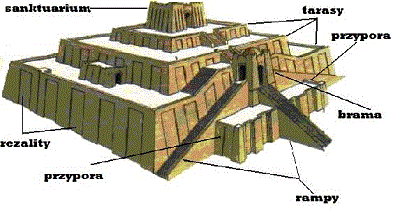 sanktuarium
tarasy
przypora
brama
rczality
przypora
rampy